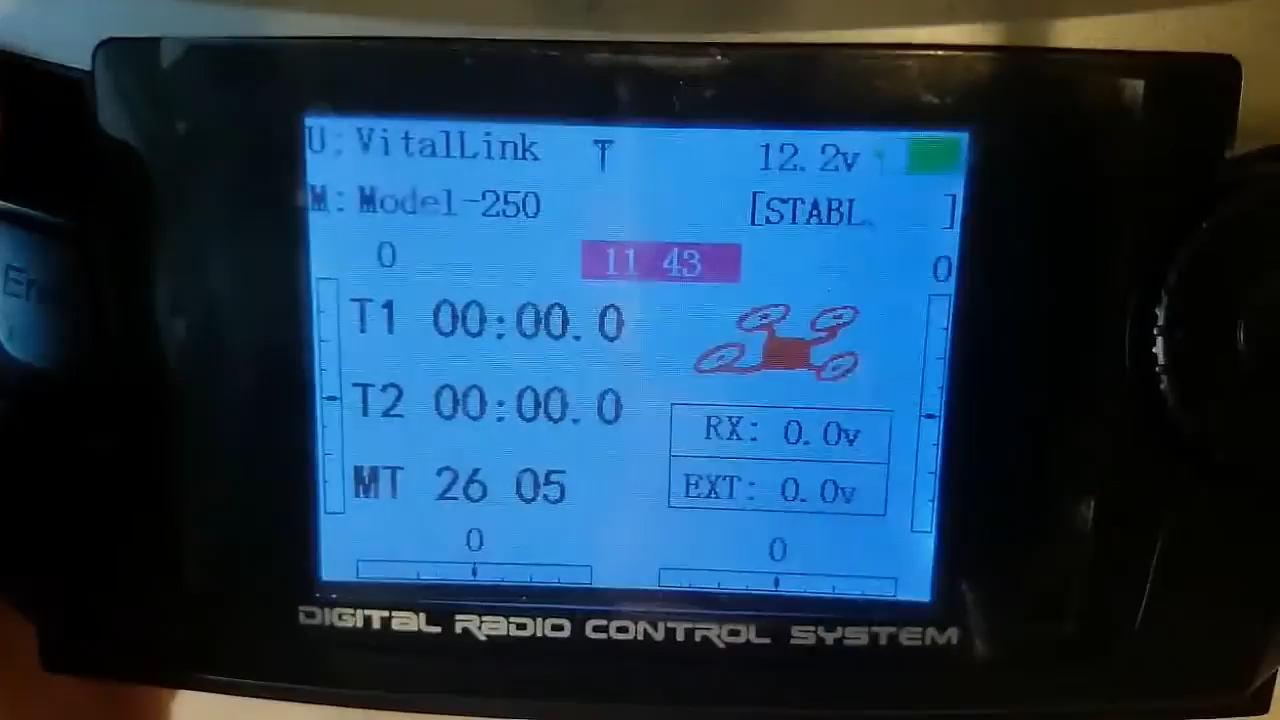 U: VitalLink 12.2v
M: Model-250 [STABL. ]
0 11 43 0
T1 00:00.0
T2 00:00.0
RX: 0.0v
MT 26 05
EXT: 0.0v
0 0
DIGITAL RADIO CONTROL SYSTEM